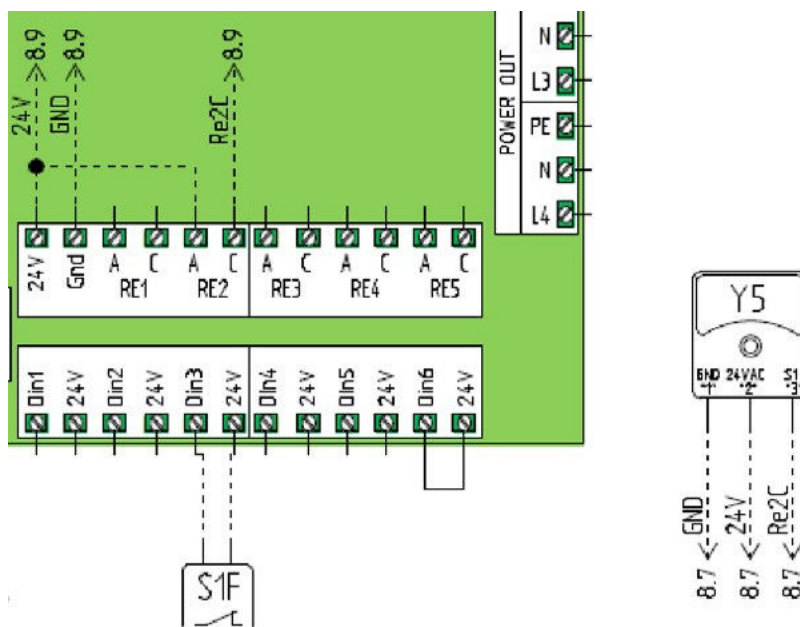 24V >8.9
GND >8.9
Re2C >8.9
POWER OUT
N
L3
PE
N
L4
24V Gnd A C A C A C A C A C
RE1 RE2 RE3 RE4 RE5
Din1 24V Din2 24V Din3 24V Din4 24V Din5 24V Din6 24V
S1F
Y5
GND 24VAC S1
"1" "2" "3"
GND 24V Re2C
8.7 8.7 8.7